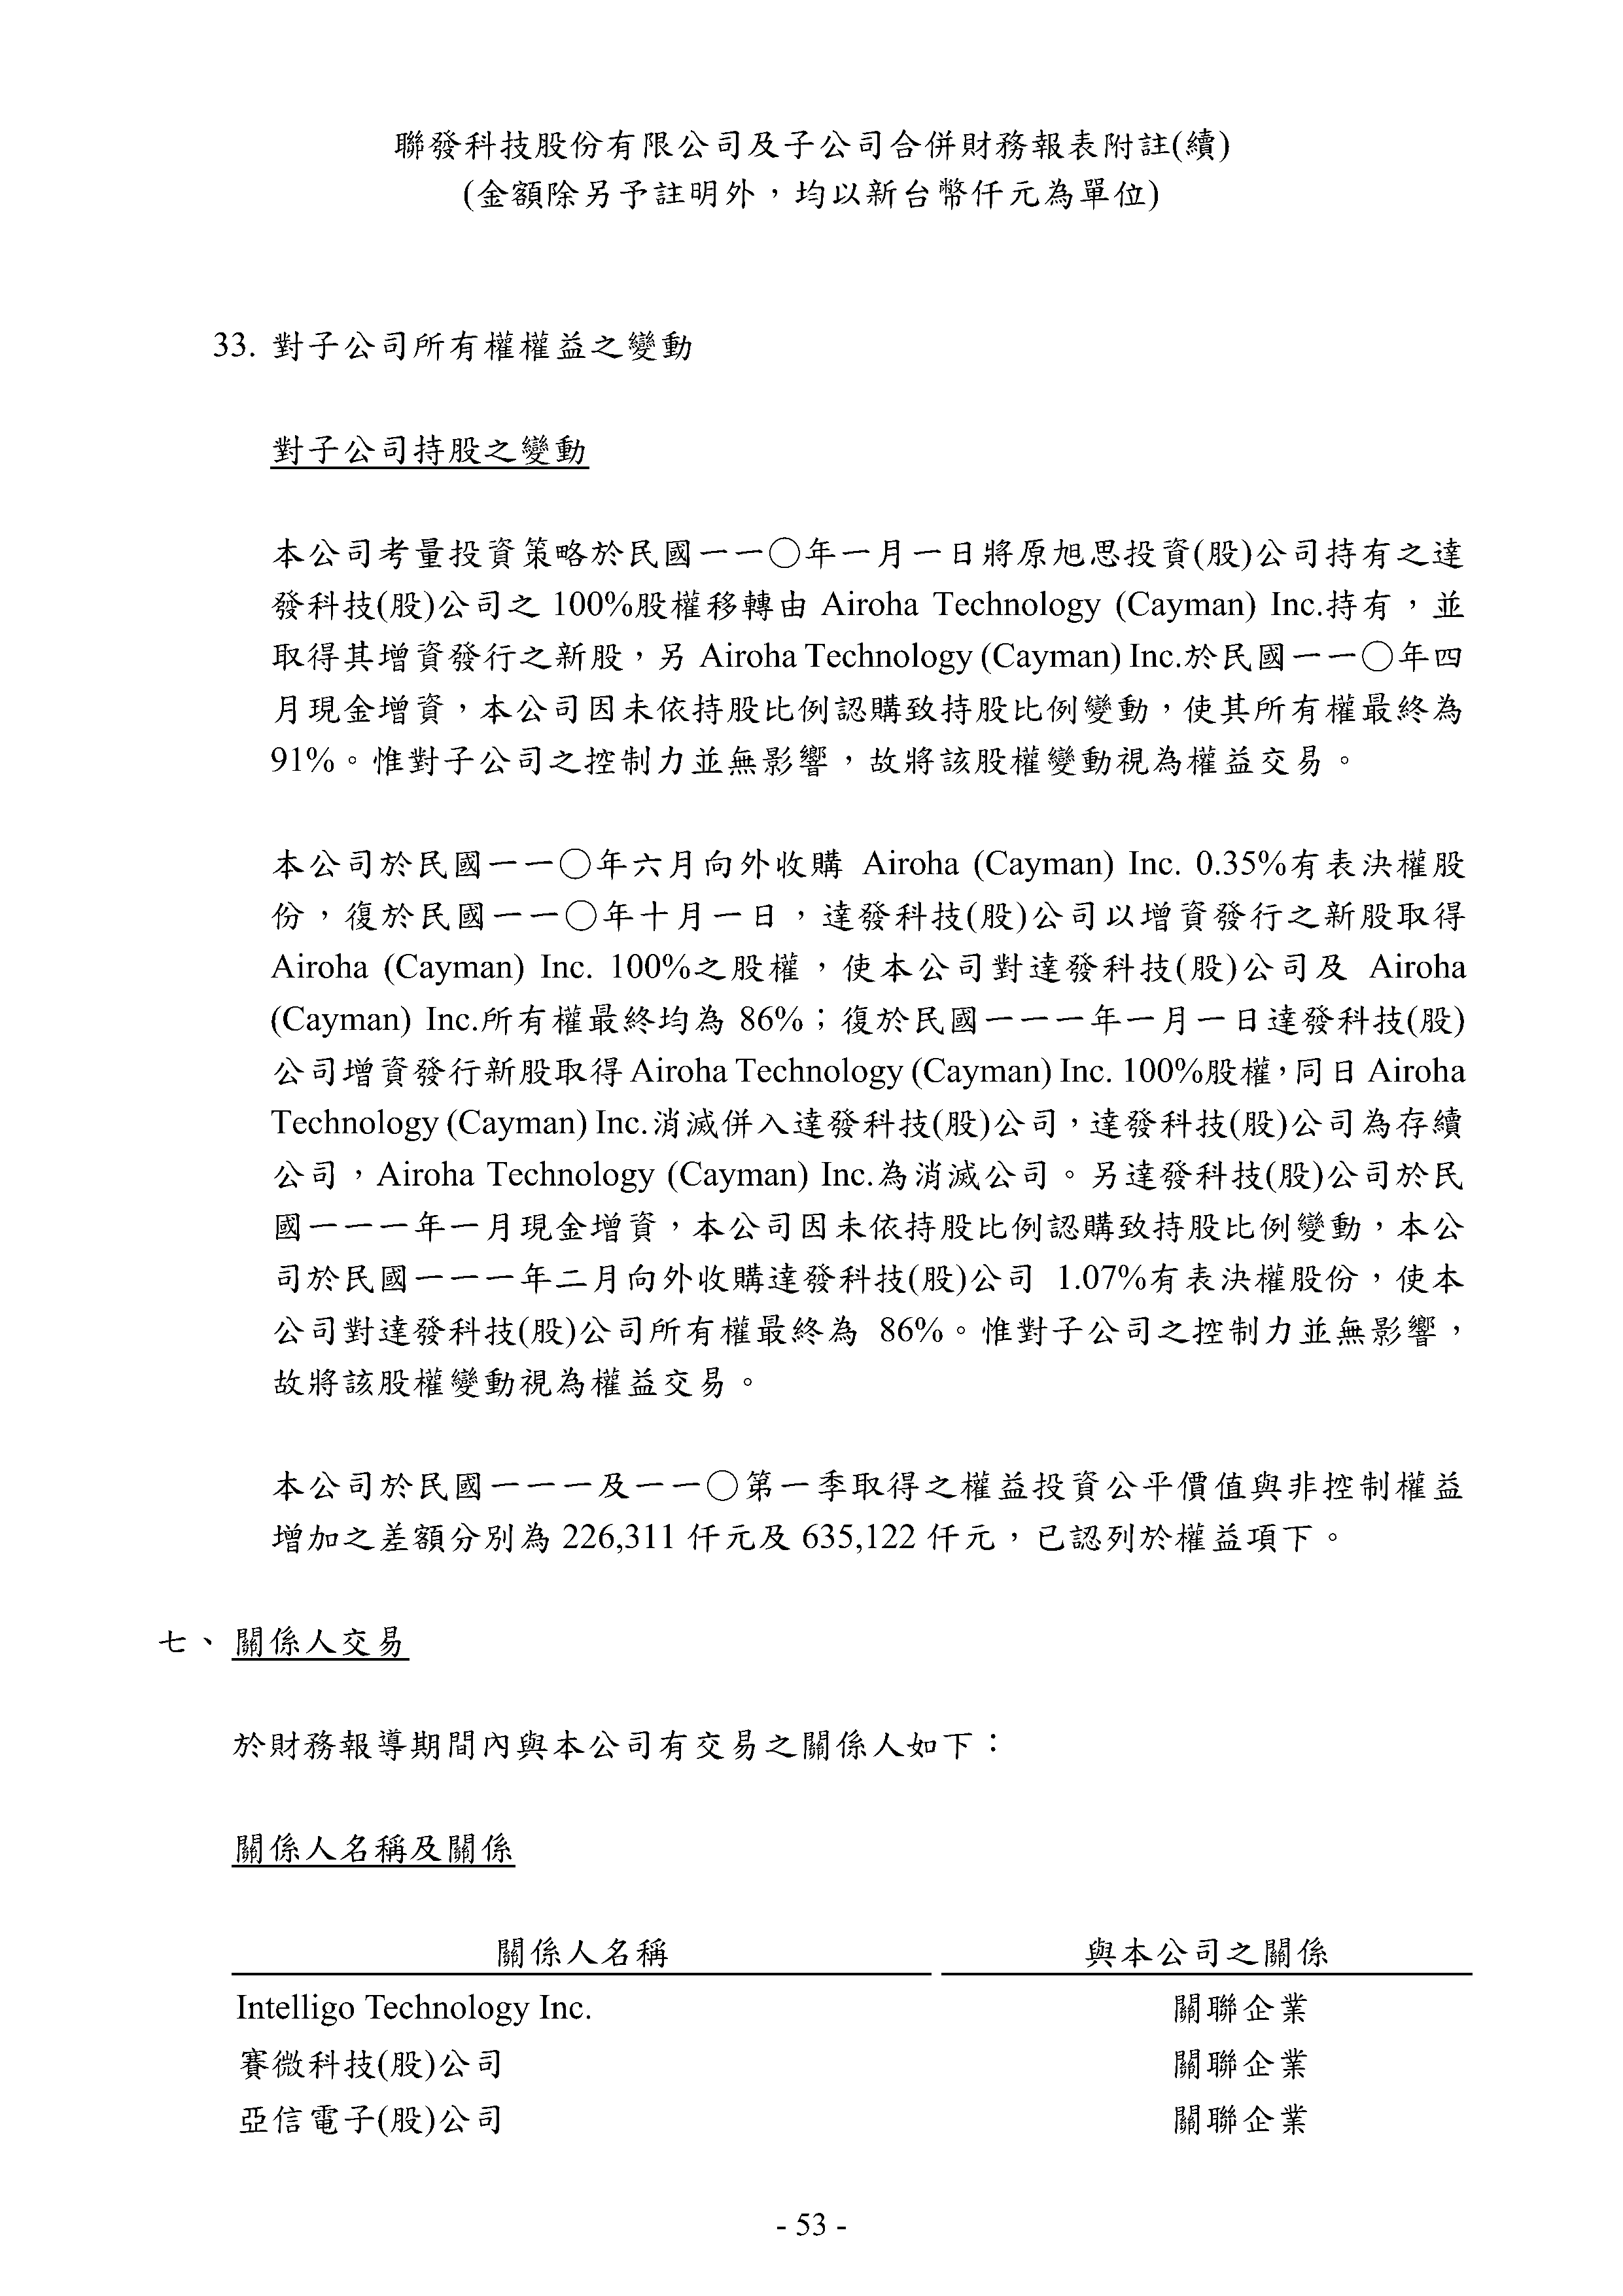 聯發科技股份有限公司及子公司合併財務報表附註(續)
(金額除另予註明外，均以新台幣仟元為單位)
33. 對子公司所有權權益之變動
對子公司持股之變動
本公司考量投資策略於民國一一〇年一月一日將原旭思投資(股)公司持有之達
發科技(股)公司之 100%股權移轉由 Airoha Technology (Cayman) Inc.持有，並
取得其增資發行之新股，另 Airoha Technology (Cayman) Inc.於民國一一〇年四
月現金增資，本公司因未依持股比例認購致持股比例變動，使其所有權最終為
91%。惟對子公司之控制力並無影響，故將該股權變動視為權益交易。
本公司於民國一一〇年六月向外收購 Airoha (Cayman) Inc. 0.35%有表決權股
份，復於民國一一〇年十月一日，達發科技(股)公司以增資發行之新股取得
Airoha (Cayman) Inc. 100%之股權，使本公司對達發科技(股)公司及 Airoha
(Cayman) Inc.所有權最終均為 86%；復於民國一一一年一月一日達發科技(股)
公司增資發行新股取得 Airoha Technology (Cayman) Inc. 100%股權，同日 Airoha
Technology (Cayman) Inc.消滅併入達發科技(股)公司，達發科技(股)公司為存續
公司，Airoha Technology (Cayman) Inc.為消滅公司。另達發科技(股)公司於民
國一一一年一月現金增資，本公司因未依持股比例認購致持股比例變動，本公
司於民國一一一年二月向外收購達發科技(股)公司 1.07%有表決權股份，使本
公司對達發科技(股)公司所有權最終為 86%。惟對子公司之控制力並無影響，
故將該股權變動視為權益交易。
本公司於民國一一一及一一〇第一季取得之權益投資公平價值與非控制權益
增加之差額分別為 226,311 仟元及 635,122 仟元，已認列於權益項下。
七、關係人交易
於財務報導期間內與本公司有交易之關係人如下：
關係人名稱及關係
關係人名稱 與本公司之關係
Intelligo Technology Inc. 關聯企業
賽微科技(股)公司 關聯企業
亞信電子(股)公司 關聯企業
- 53 -